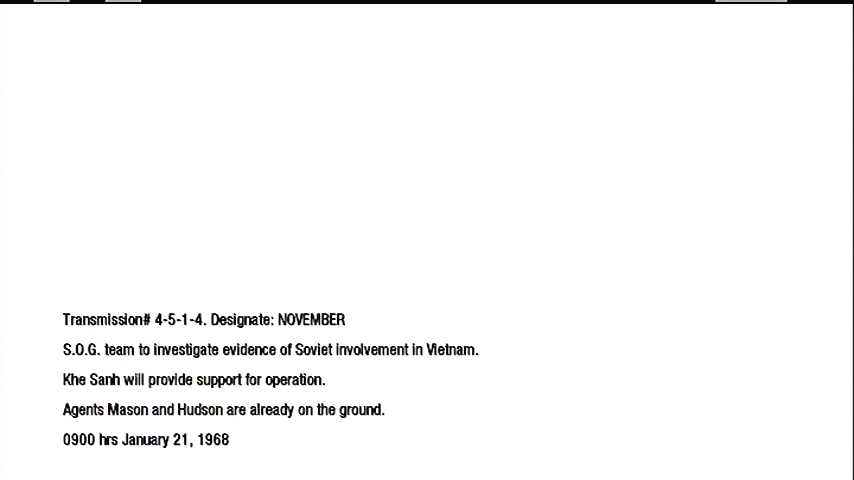 Transmission# 4-5-1-4. Designate: NOVEMBER
S.O.G. team to investigate evidence of Soviet involvement in Vietnam.
Khe Sanh will provide support for operation.
Agents Mason and Hudson are already on the ground.
0900 hrs January 21, 1968